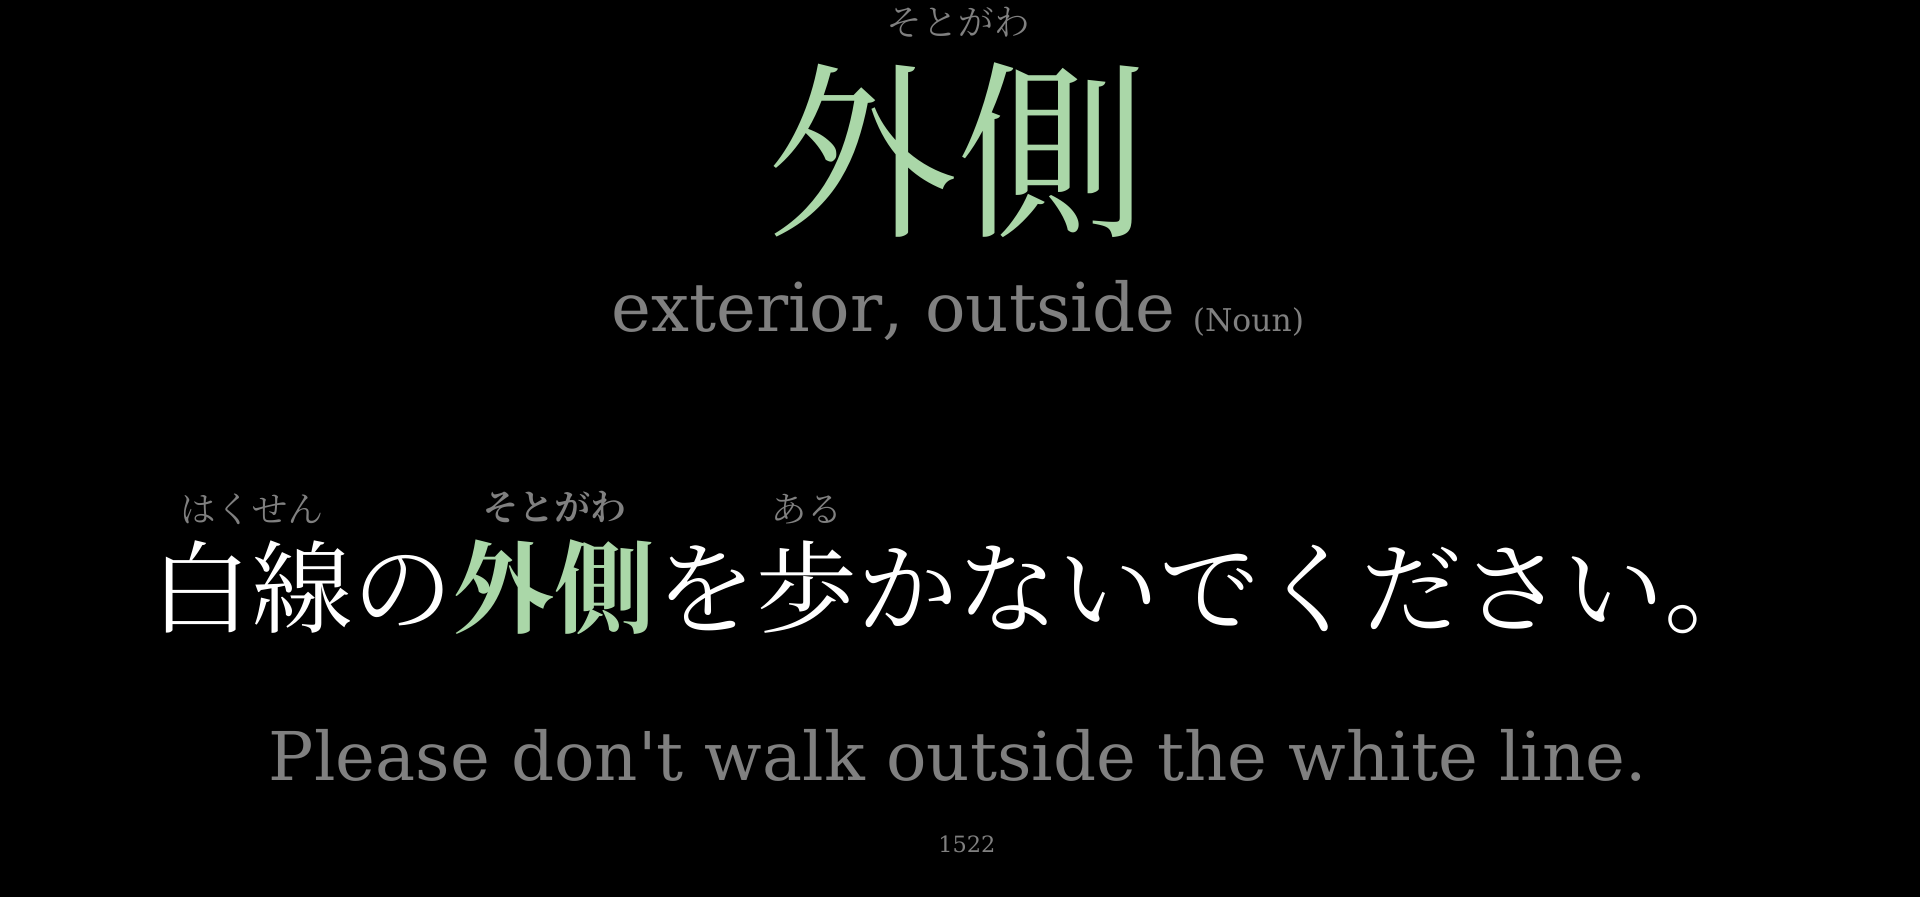 そとがわ
外側
exterior, outside (Noun)
はくせん そとがわ ある
白線の外側を歩かないでください。
Please don't walk outside the white line.
1522